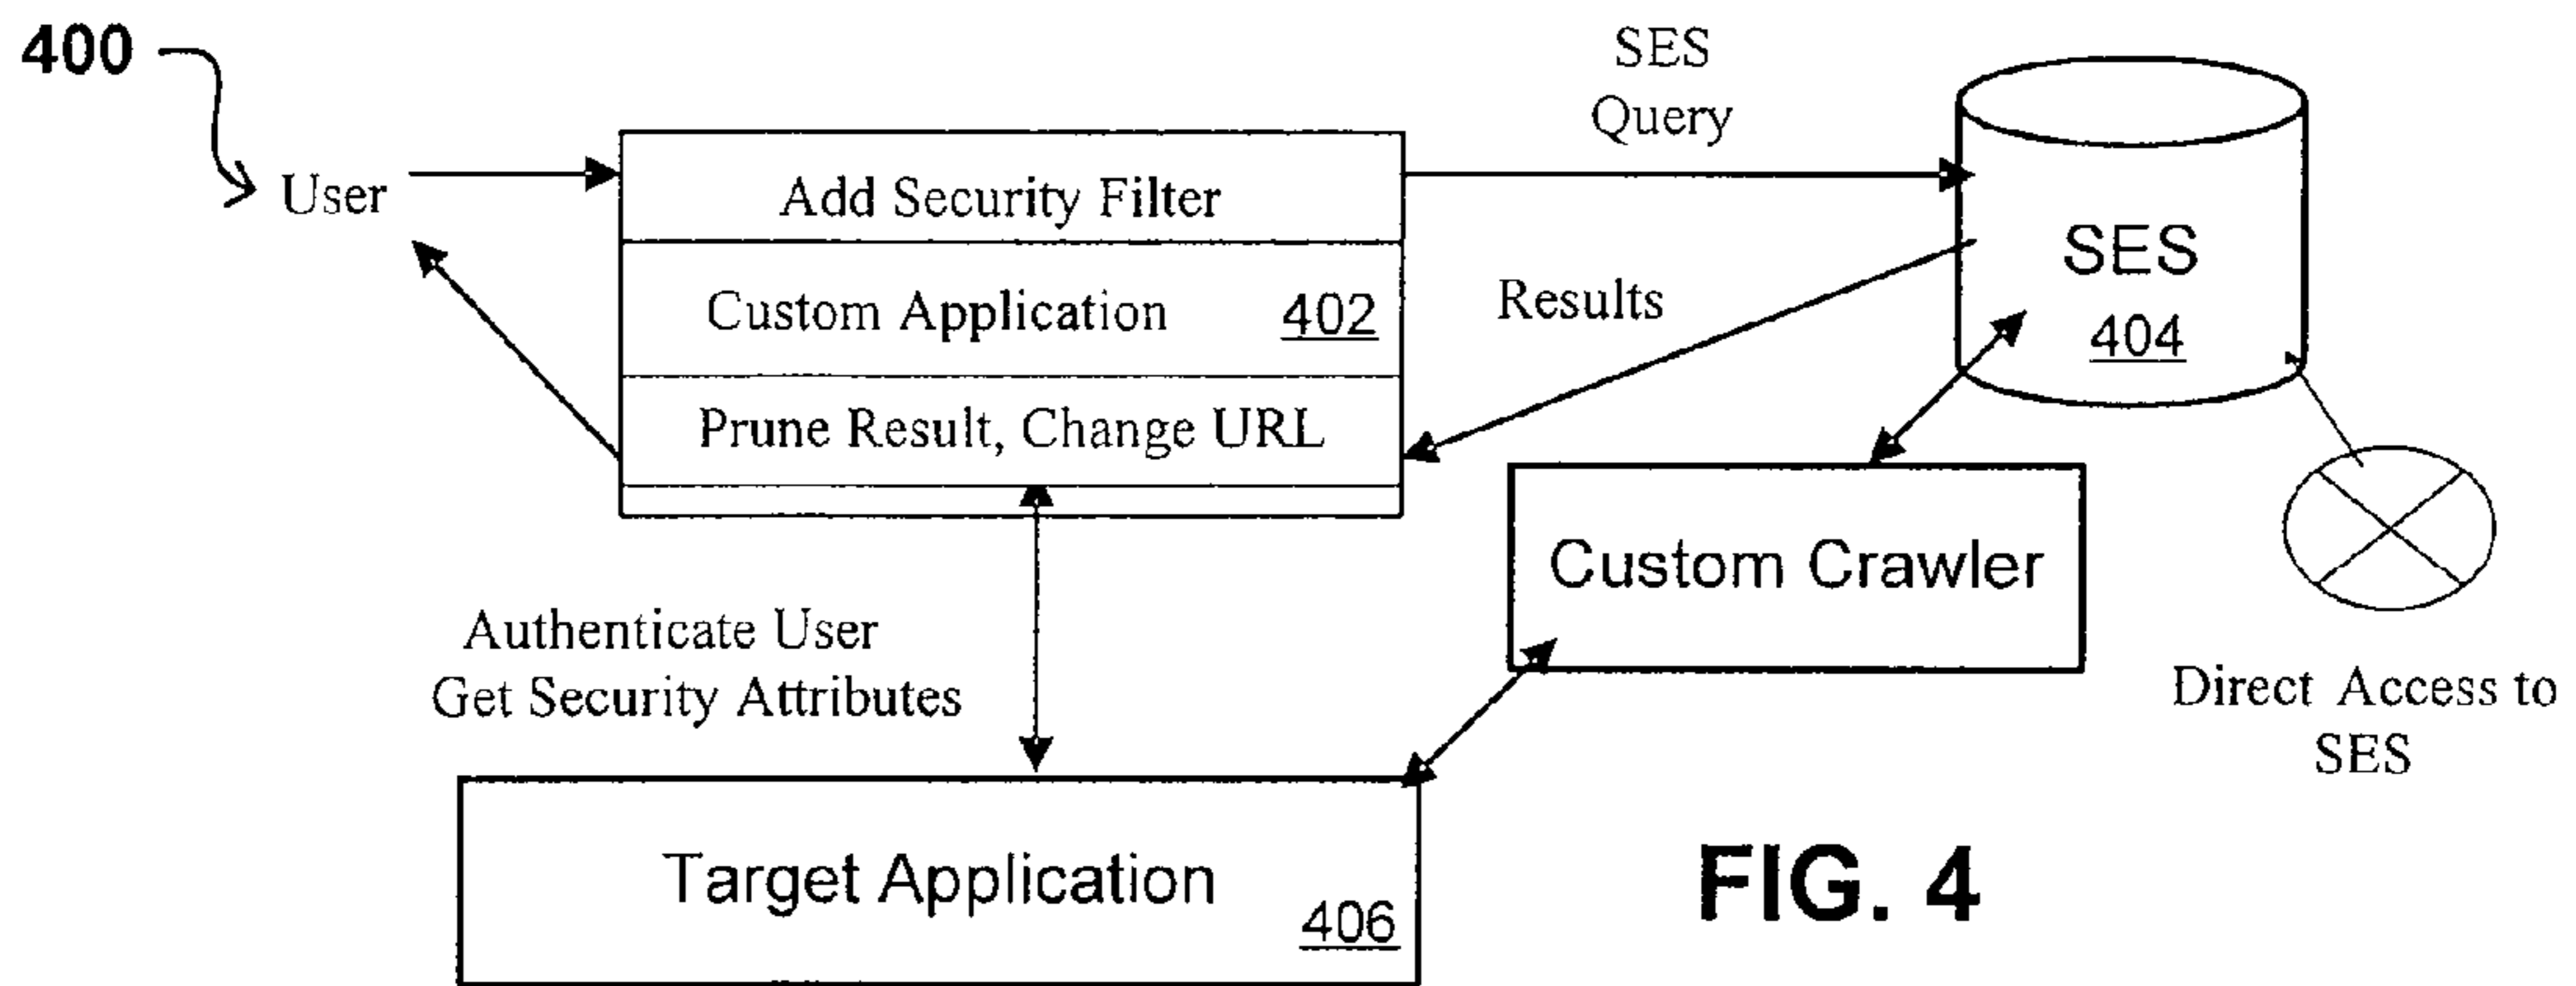 400
User
Add Security Filter
Custom Application 402
Prune Result, Change URL
SES
Query
Results
SES
404
Custom Crawler
Direct Access to
SES
Authenticate User
Get Security Attributes
Target Application
406
FIG. 4